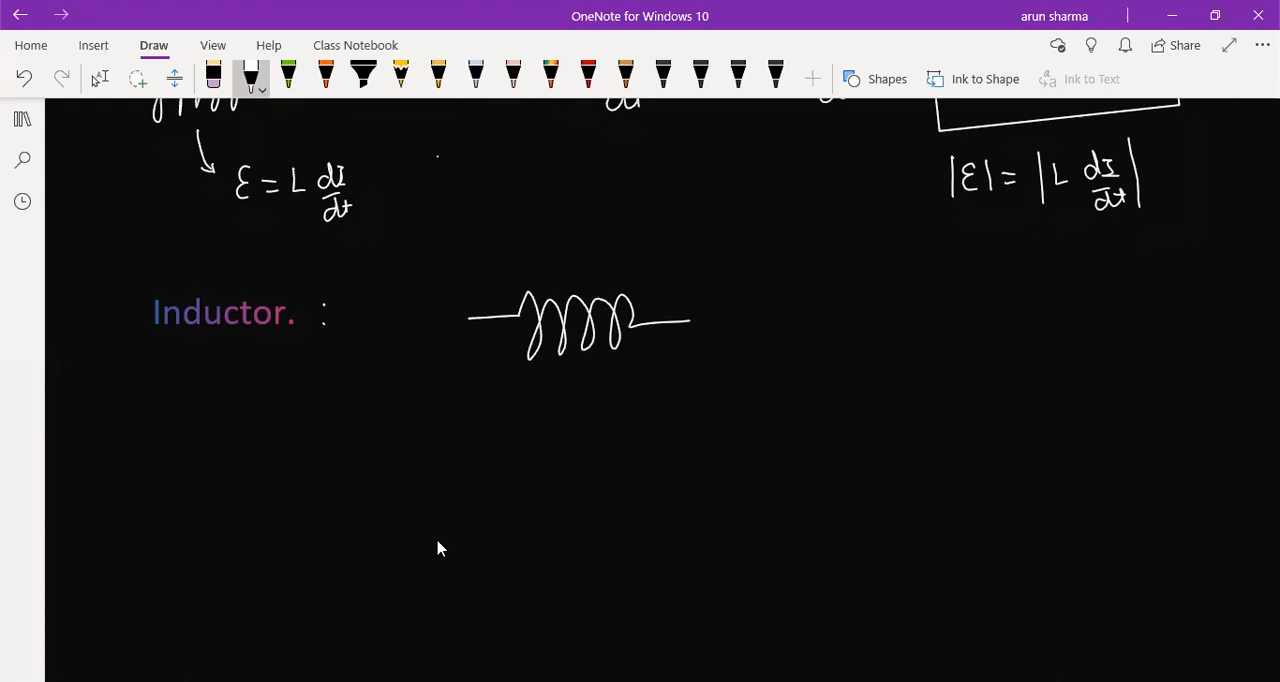 OneNote for Windows 10
arun sharma
Home Insert Draw View Help Class Notebook
Share
Shapes Ink to Shape Ink to Text
ε = L dI/dt
|ε| = |L dI/dt|
Inductor. :